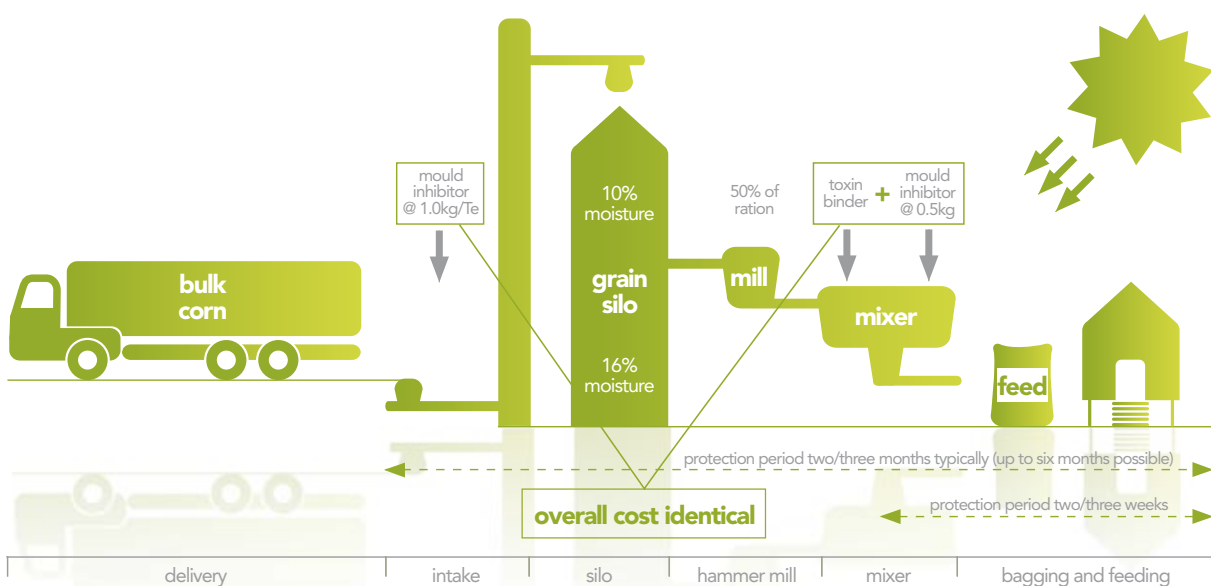 mould
inhibitor
@ 1.0kg/Te
10%
moisture
50% of
ration
toxin
binder
+
mould
inhibitor
@ 0.5kg
bulk
corn
grain
silo
mill
mixer
16%
moisture
feed
protection period two/three months typically (up to six months possible)
overall cost identical
protection period two/three weeks
delivery
intake
silo
hammer mill
mixer
bagging and feeding